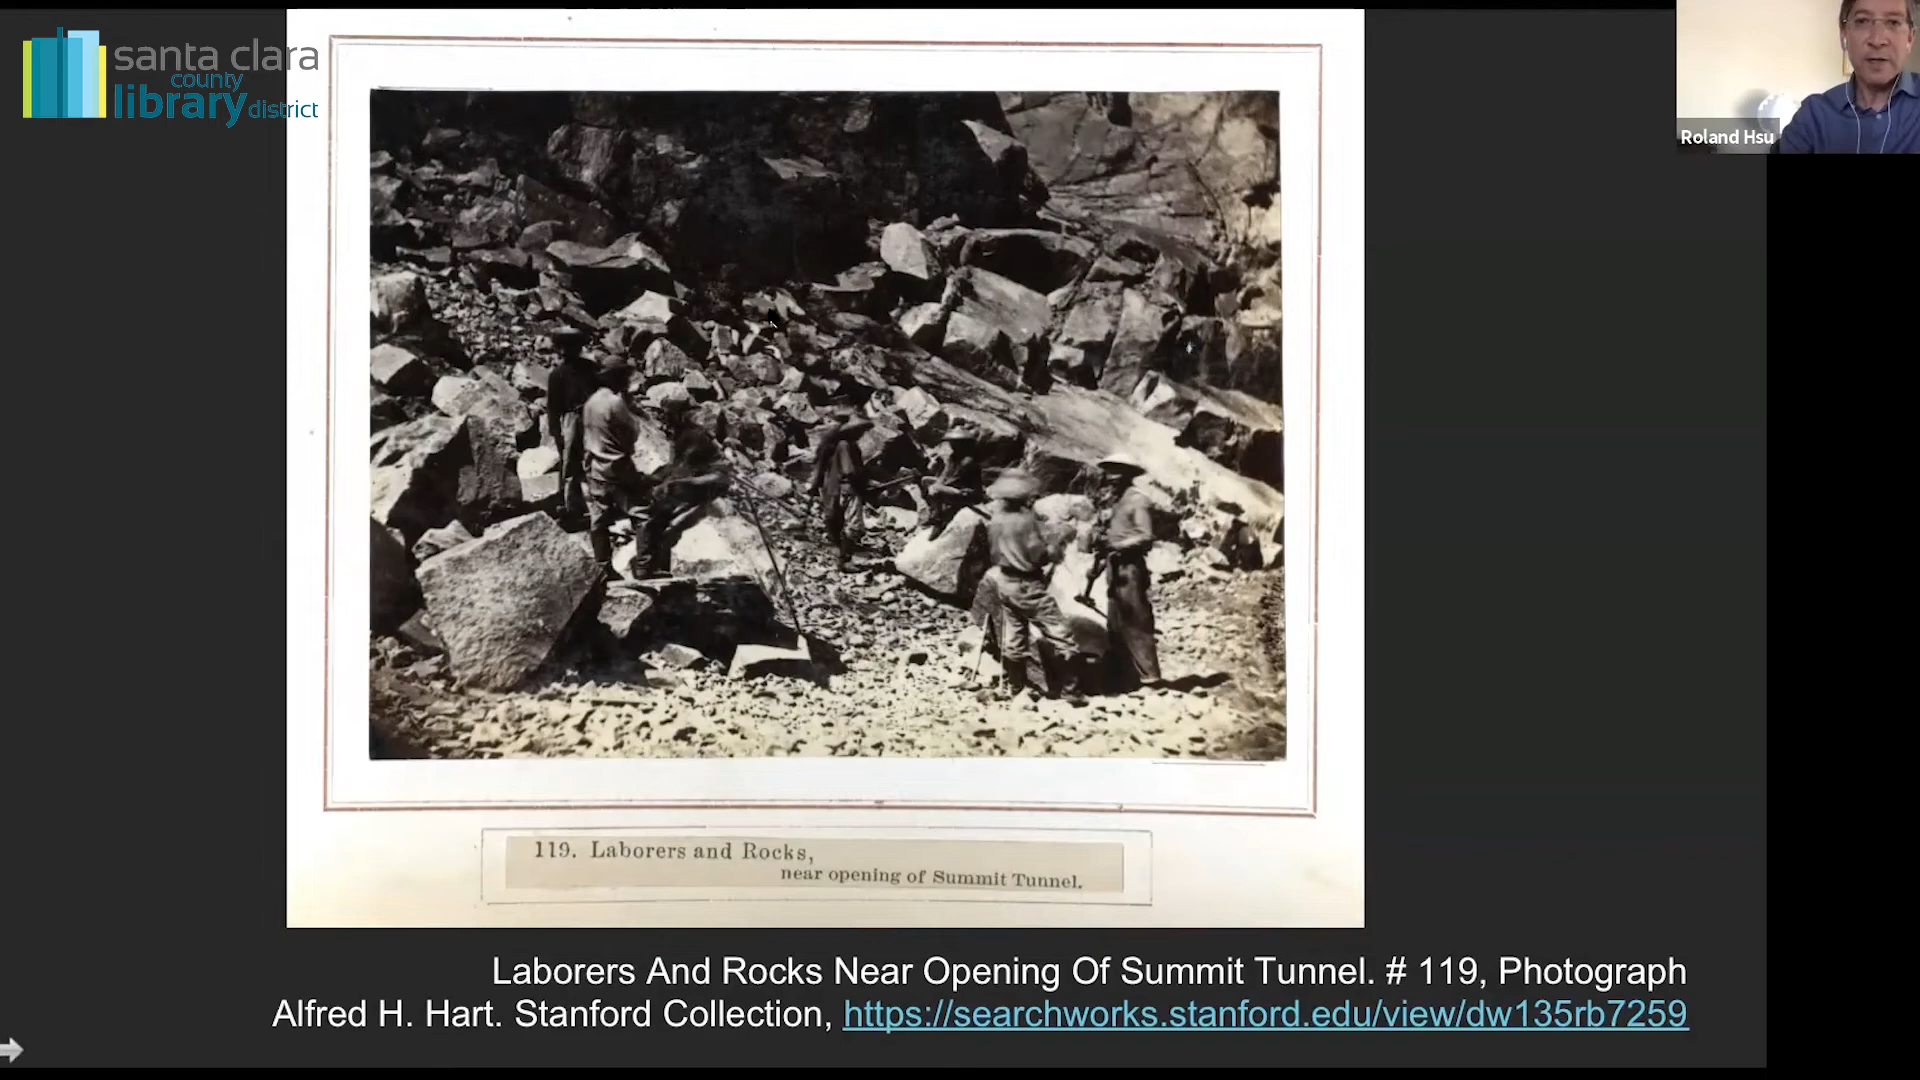 santa clara
county
library district
Roland Hsu
119. Laborers and Rocks,
near opening of Summit Tunnel.
Laborers And Rocks Near Opening Of Summit Tunnel. # 119, Photograph
Alfred H. Hart. Stanford Collection, https://searchworks.stanford.edu/view/dw135rb7259